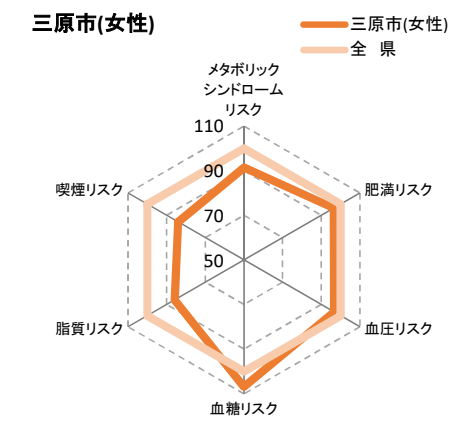 三原市(女性)
三原市(女性)
全 県
メタボリック
シンドローム
リスク
110
90
70
50
喫煙リスク
肥満リスク
脂質リスク
血圧リスク
血糖リスク